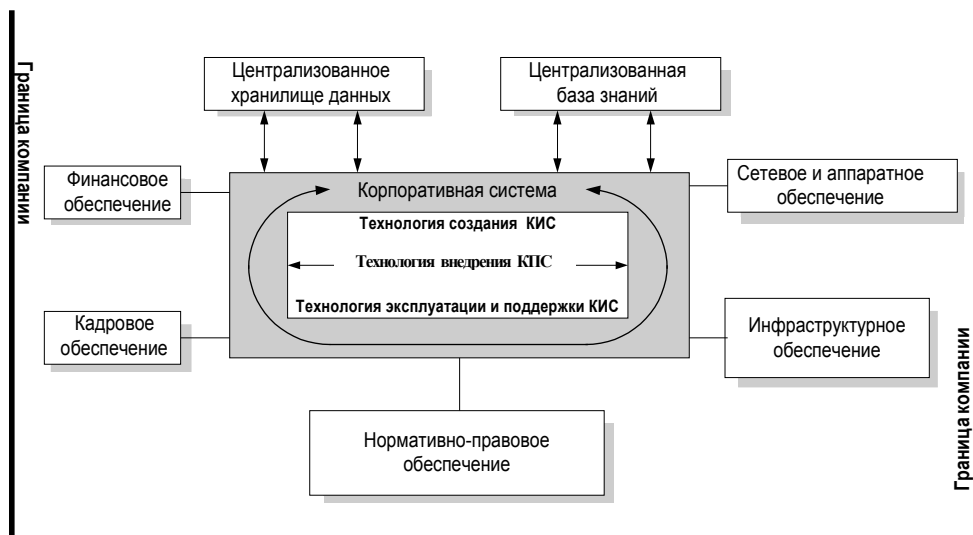 Граница компании
Централизованное
хранилище данных
Централизованная
база знаний
Финансовое
обеспечение
Сетевое и аппаратное
обеспечение
Корпоративная система
Технология создания КИС
Технология внедрения КПС
Технология эксплуатации и поддержки КИС
Кадровое
обеспечение
Инфраструктурное
обеспечение
Нормативно-правовое
обеспечение
Граница компании